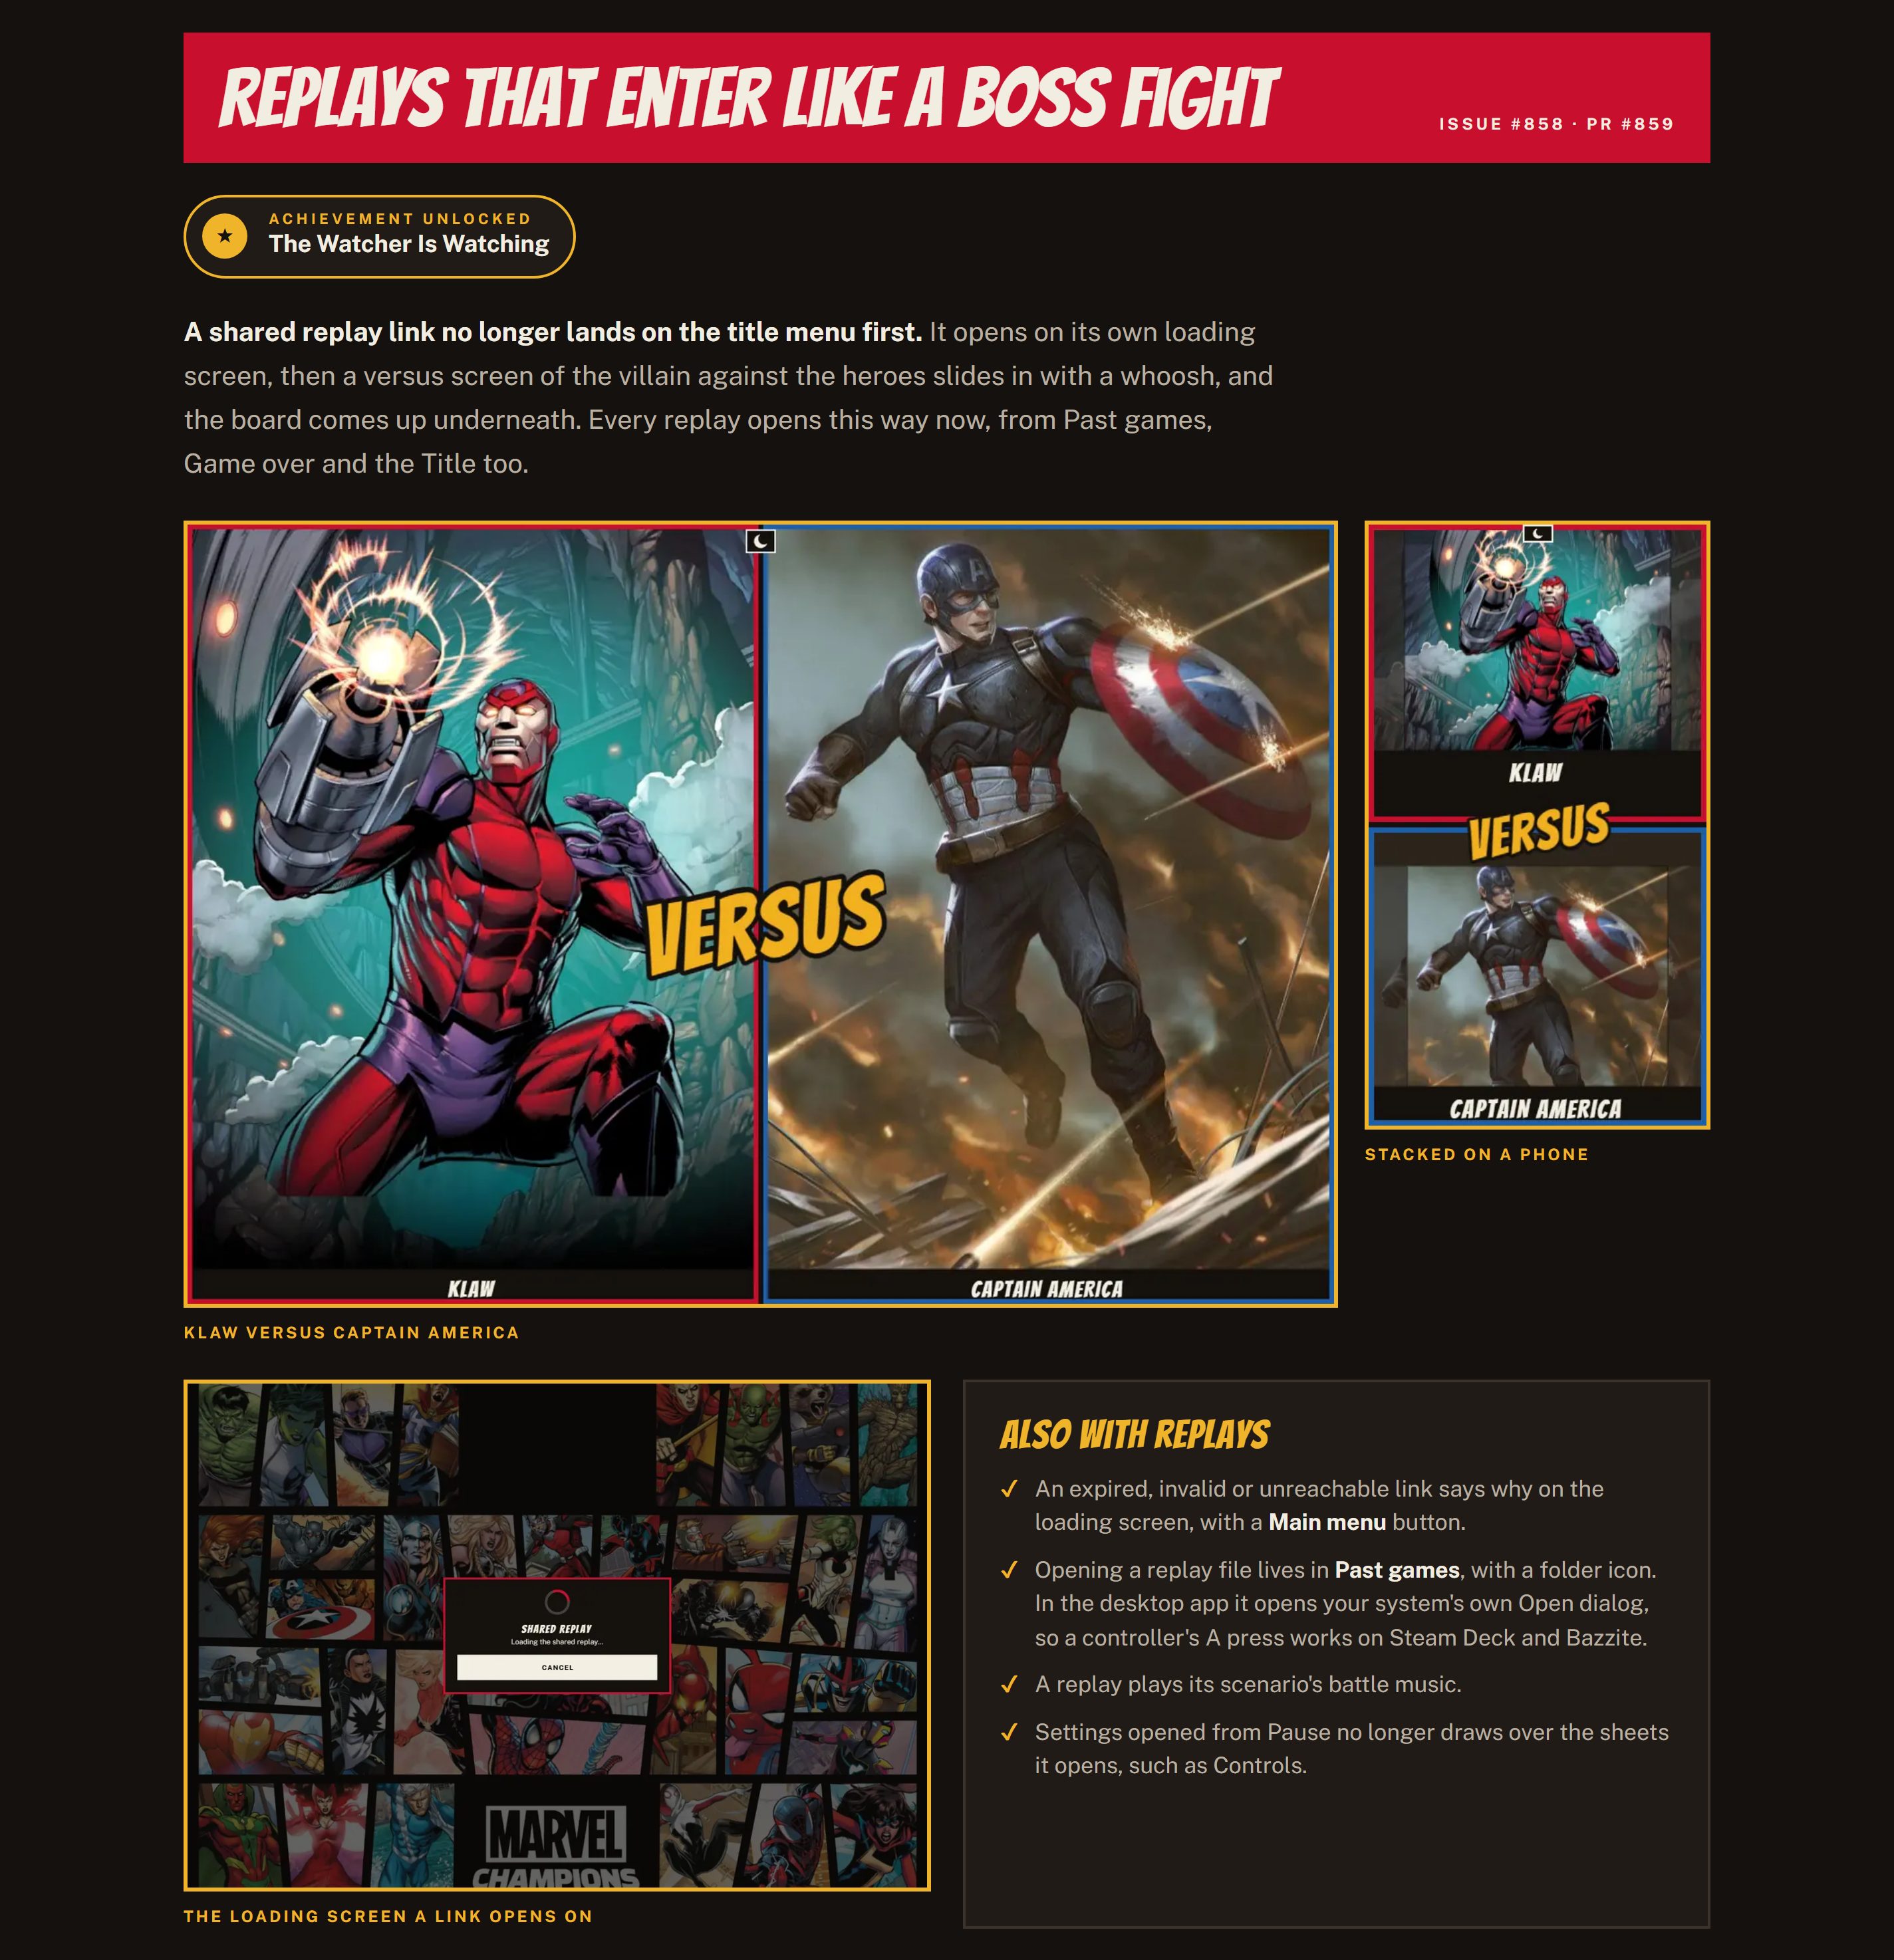 REPLAYS THAT ENTER LIKE A BOSS FIGHT
ISSUE #858 · PR #859
★
ACHIEVEMENT UNLOCKED
The Watcher Is Watching
A shared replay link no longer lands on the title menu first. It opens on its own loading
screen, then a versus screen of the villain against the heroes slides in with a whoosh, and
the board comes up underneath. Every replay opens this way now, from Past games,
Game over and the Title too.
VERSUS
KLAW
CAPTAIN AMERICA
KLAW VERSUS CAPTAIN AMERICA
KLAW
VERSUS
CAPTAIN AMERICA
STACKED ON A PHONE
SHARED REPLAY
Loading the shared replay...
CANCEL
MARVEL
CHAMPIONS
THE LOADING SCREEN A LINK OPENS ON
ALSO WITH REPLAYS
✓ An expired, invalid or unreachable link says why on the
loading screen, with a Main menu button.
✓ Opening a replay file lives in Past games, with a folder icon.
In the desktop app it opens your system's own Open dialog,
so a controller's A press works on Steam Deck and Bazzite.
✓ A replay plays its scenario's battle music.
✓ Settings opened from Pause no longer draws over the sheets
it opens, such as Controls.